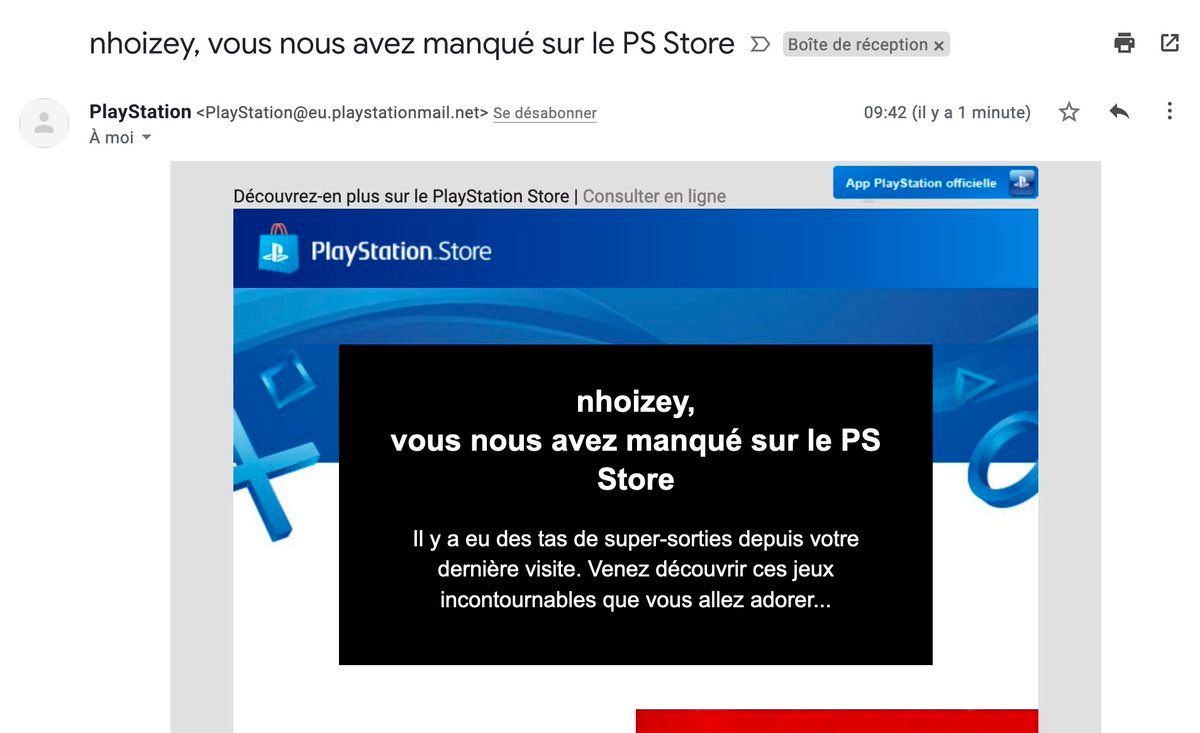 nhoizey, vous nous avez manqué sur le PS Store
Boîte de réception ×
PlayStation <PlayStation@eu.playstationmail.net> Se désabonner
09:42 (il y a 1 minute)
À moi
Découvrez-en plus sur le PlayStation Store | Consulter en ligne
App PlayStation officielle
PlayStation.Store
nhoizey,
vous nous avez manqué sur le PS
Store
Il y a eu des tas de super-sorties depuis votre
dernière visite. Venez découvrir ces jeux
incontournables que vous allez adorer...